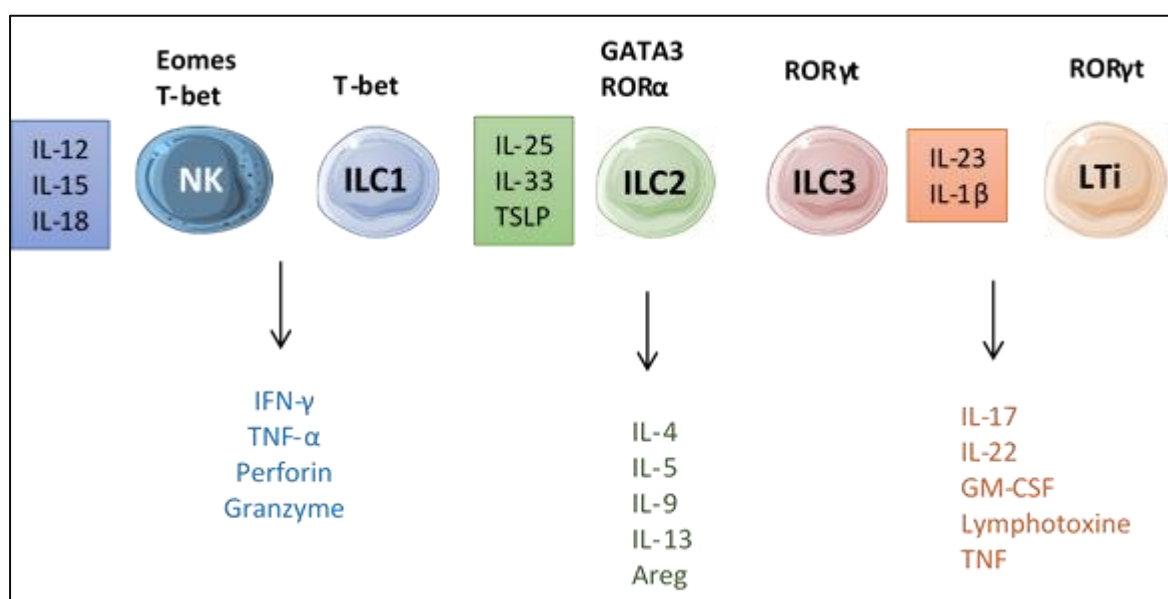 Eomes
T-bet
T-bet
GATA3
RORα
RORγt
RORγt
IL-12
IL-15
IL-18
NK
ILC1
IL-25
IL-33
TSLP
ILC2
ILC3
IL-23
IL-1β
LTi
IFN-γ
TNF-α
Perforin
Granzyme
IL-4
IL-5
IL-9
IL-13
Areg
IL-17
IL-22
GM-CSF
Lymphotoxine
TNF